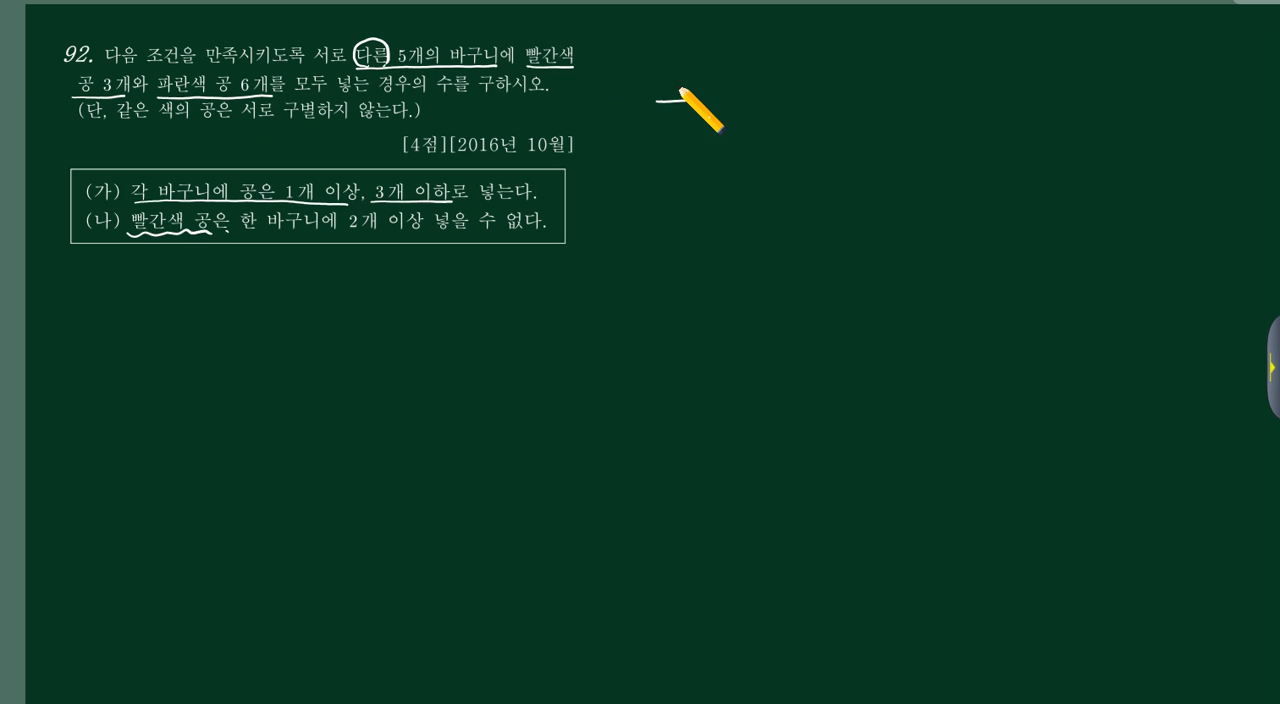 92. 다음 조건을 만족시키도록 서로 다른 5개의 바구니에 빨간색
공 3개와 파란색 공 6개를 모두 넣는 경우의 수를 구하시오.
(단, 같은 색의 공은 서로 구별하지 않는다.)
[4점][2016년 10월]
(가) 각 바구니에 공은 1개 이상, 3개 이하로 넣는다.
(나) 빨간색 공은 한 바구니에 2개 이상 넣을 수 없다.